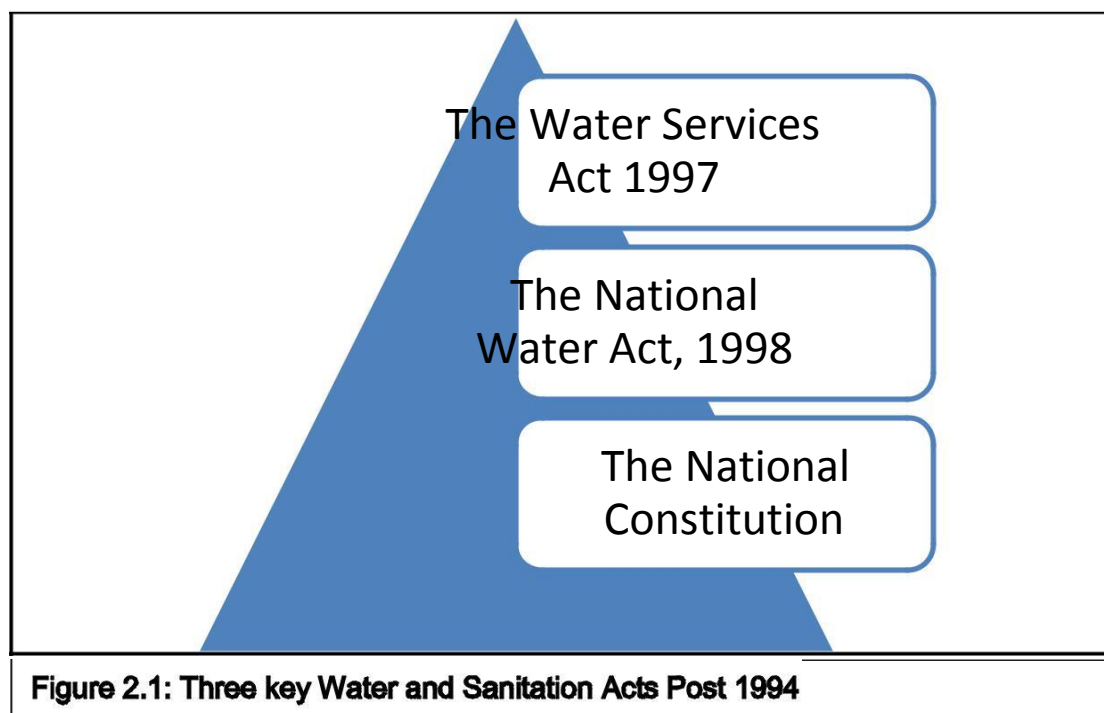 The Water Services
Act 1997
The National
Water Act, 1998
The National
Constitution
Figure 2.1: Three key Water and Sanitation Acts Post 1994